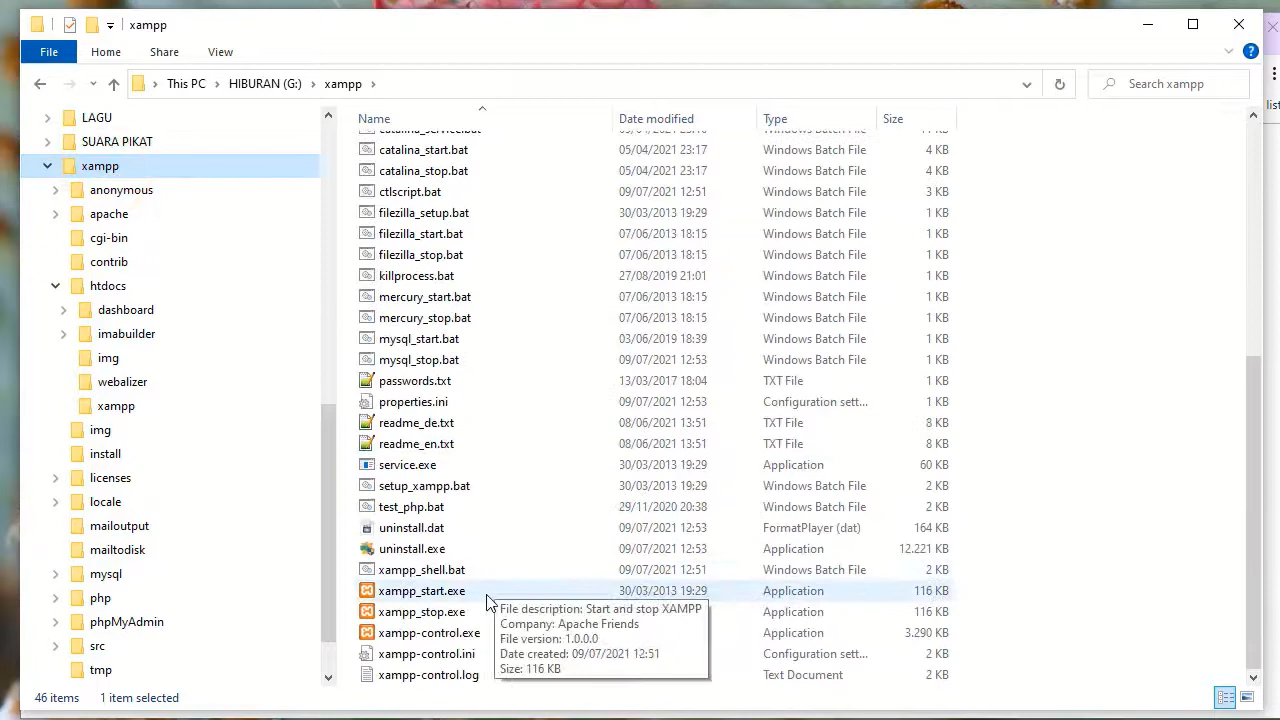 xampp
File Home Share View
This PC HIBURAN (G:) xampp Search xampp
Name Date modified Type Size
LAGU
SUARA PIKAT
xampp
anonymous
apache
cgi-bin
contrib
htdocs
dashboard
imabuilder
img
webalizer
xampp
img
install
licenses
locale
mailoutput
mailtodisk
mysql
php
phpMyAdmin
src
tmp
catalina_start.bat 05/04/2021 23:17 Windows Batch File 4 KB
catalina_stop.bat 05/04/2021 23:17 Windows Batch File 4 KB
ctlscript.bat 09/07/2021 12:51 Windows Batch File 3 KB
filezilla_setup.bat 30/03/2013 19:29 Windows Batch File 1 KB
filezilla_start.bat 07/06/2013 18:15 Windows Batch File 1 KB
filezilla_stop.bat 07/06/2013 18:15 Windows Batch File 1 KB
killprocess.bat 27/08/2019 21:01 Windows Batch File 1 KB
mercury_start.bat 07/06/2013 18:15 Windows Batch File 1 KB
mercury_stop.bat 07/06/2013 18:15 Windows Batch File 1 KB
mysql_start.bat 03/06/2019 18:39 Windows Batch File 1 KB
mysql_stop.bat 09/07/2021 12:53 Windows Batch File 1 KB
passwords.txt 13/03/2017 18:04 TXT File 1 KB
properties.ini 09/07/2021 12:53 Configuration sett... 1 KB
readme_de.txt 08/06/2021 13:51 TXT File 8 KB
readme_en.txt 08/06/2021 13:51 TXT File 8 KB
service.exe 30/03/2013 19:29 Application 60 KB
setup_xampp.bat 30/03/2013 19:29 Windows Batch File 2 KB
test_php.bat 29/11/2020 20:38 Windows Batch File 2 KB
uninstall.dat 09/07/2021 12:53 FormatPlayer (dat) 164 KB
uninstall.exe 09/07/2021 12:53 Application 12.221 KB
xampp_shell.bat 09/07/2021 12:51 Windows Batch File 2 KB
xampp_start.exe 30/03/2013 19:29 Application 116 KB
xampp_stop.exe Application 116 KB
xampp-control.exe Application 3.290 KB
xampp-control.ini Configuration sett... 2 KB
xampp-control.log Text Document 2 KB
File description: Start and stop XAMPP
Company: Apache Friends
File version: 1.0.0.0
Date created: 09/07/2021 12:51
Size: 116 KB
46 items 1 item selected